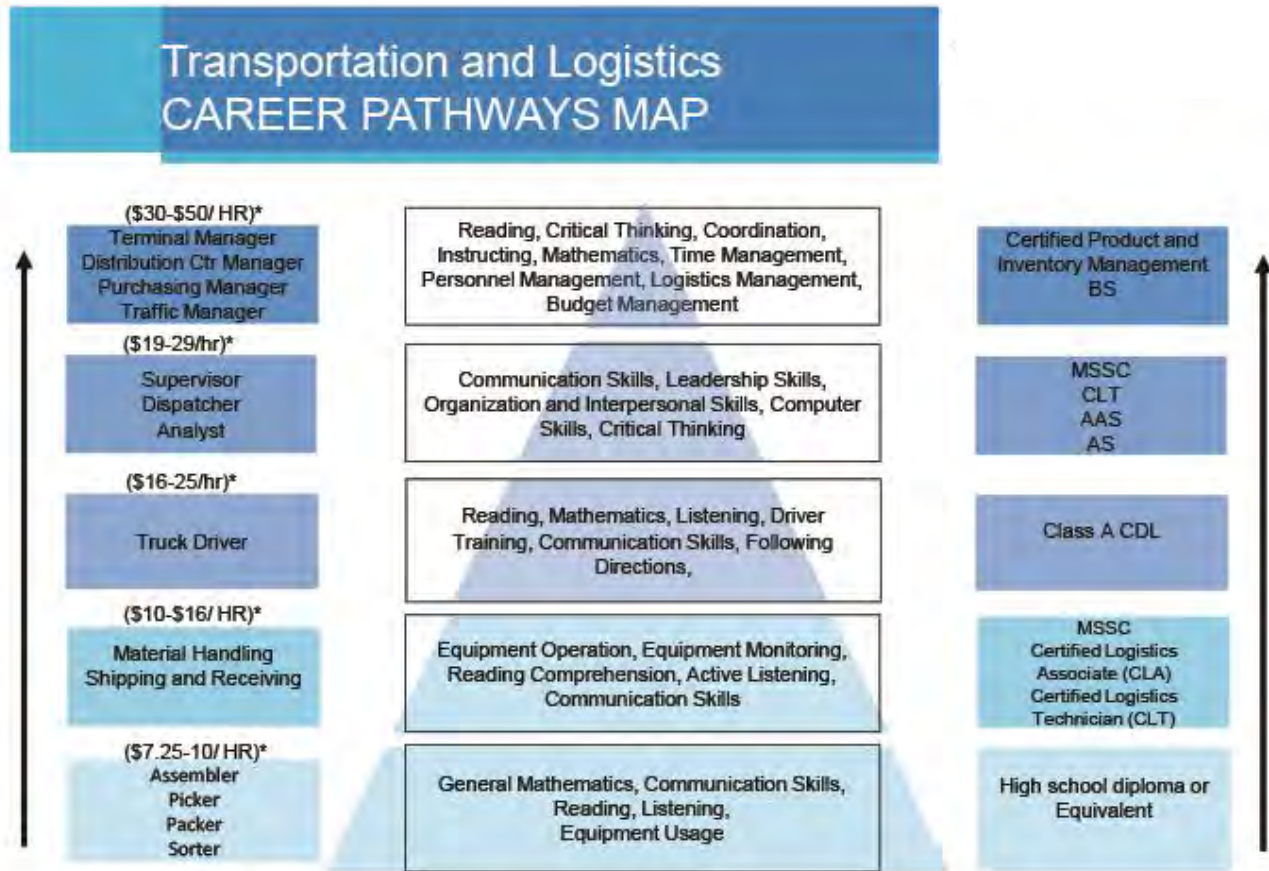 Transportation and Logistics
CAREER PATHWAYS MAP
($30-$50/ HR)*
Terminal Manager
Distribution Ctr Manager
Purchasing Manager
Traffic Manager
Reading, Critical Thinking, Coordination,
Instructing, Mathematics, Time Management,
Personnel Management, Logistics Management,
Budget Management
Certified Product and
Inventory Management
BS
($19-29/hr)*
Supervisor
Dispatcher
Analyst
Communication Skills, Leadership Skills,
Organization and Interpersonal Skills, Computer
Skills, Critical Thinking
MSSC
CLT
AAS
AS
($16-25/hr)*
Truck Driver
Reading, Mathematics, Listening, Driver
Training, Communication Skills, Following
Directions,
Class A CDL
($10-$16/ HR)*
Material Handling
Shipping and Receiving
Equipment Operation, Equipment Monitoring,
Reading Comprehension, Active Listening,
Communication Skills
MSSC
Certified Logistics
Associate (CLA)
Certified Logistics
Technician (CLT)
($7.25-10/ HR)*
Assembler
Picker
Packer
Sorter
General Mathematics, Communication Skills,
Reading, Listening,
Equipment Usage
High school diploma or
Equivalent